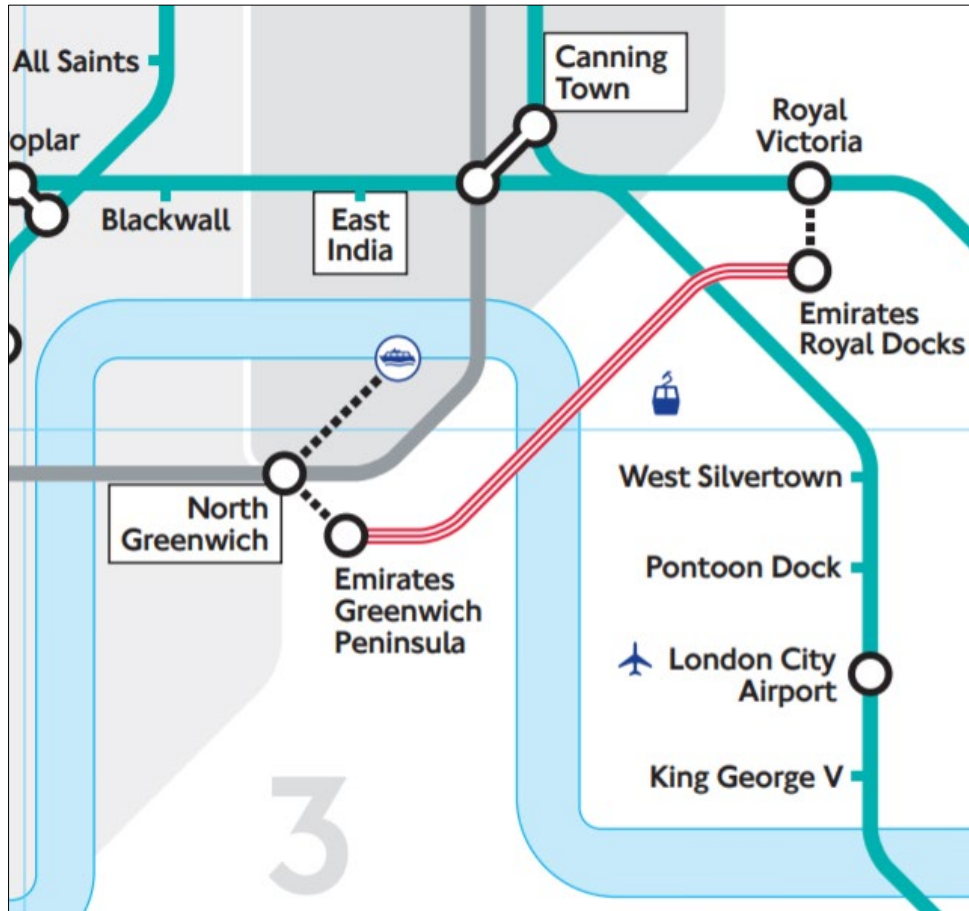 All Saints
Canning
Town
Royal
Victoria
oplar
Blackwall
East
India
Emirates
Royal Docks
West Silvertown
North
Greenwich
Pontoon Dock
Emirates
Greenwich
Peninsula
London City
Airport
King George V
3